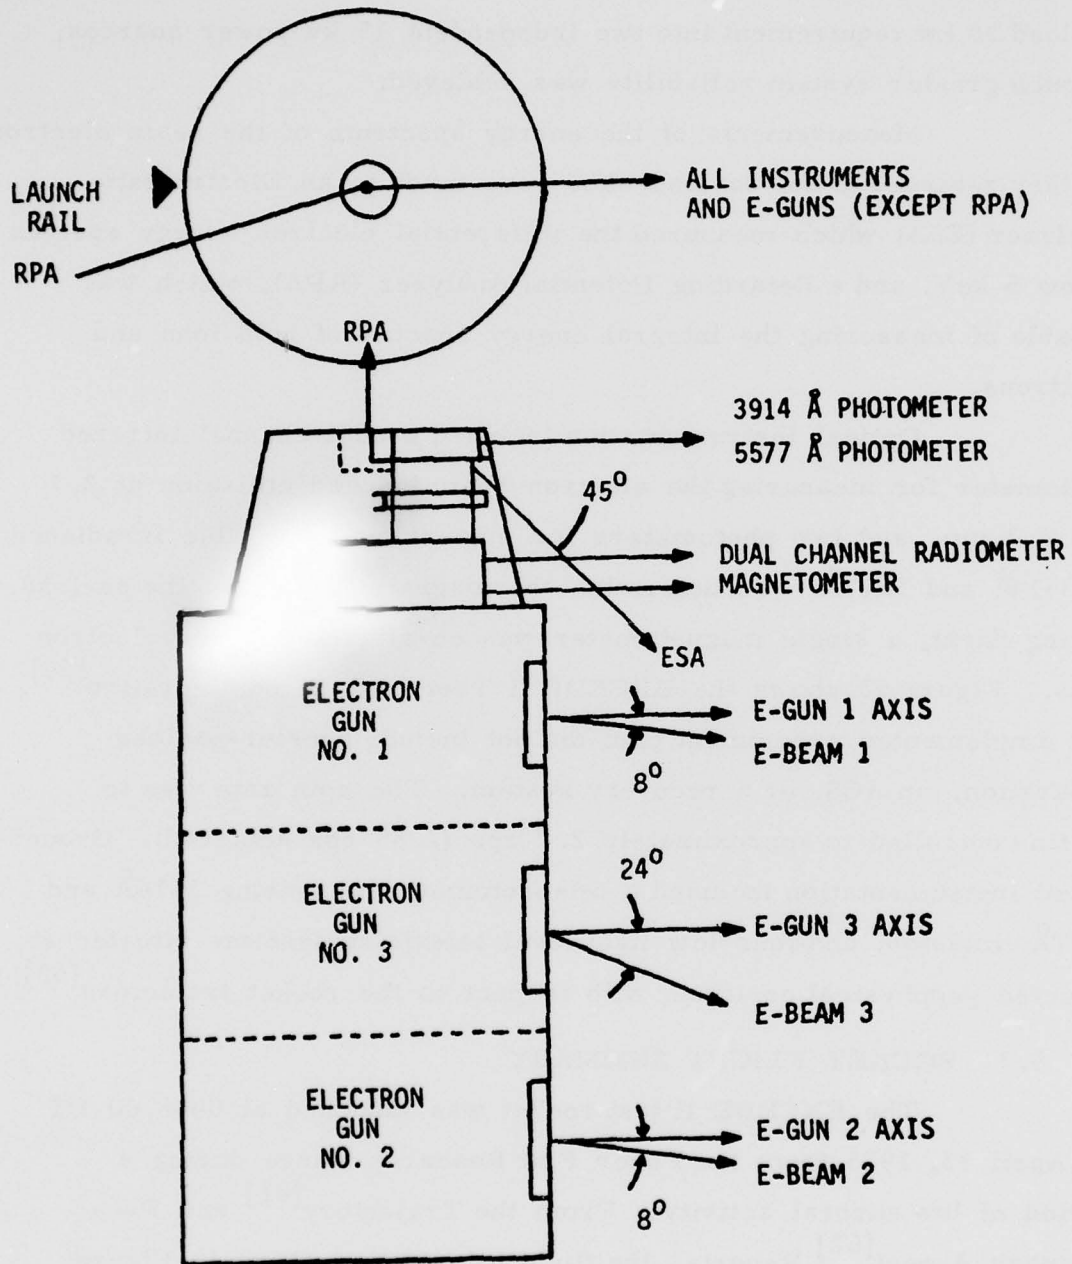 LAUNCH
RAIL
RPA
ALL INSTRUMENTS
AND E-GUNS (EXCEPT RPA)
RPA
3914 Å PHOTOMETER
5577 Å PHOTOMETER
45°
DUAL CHANNEL RADIOMETER
MAGNETOMETER
ESA
ELECTRON
GUN
NO. 1
E-GUN 1 AXIS
E-BEAM 1
8°
ELECTRON
GUN
NO. 3
24°
E-GUN 3 AXIS
E-BEAM 3
ELECTRON
GUN
NO. 2
E-GUN 2 AXIS
E-BEAM 2
8°